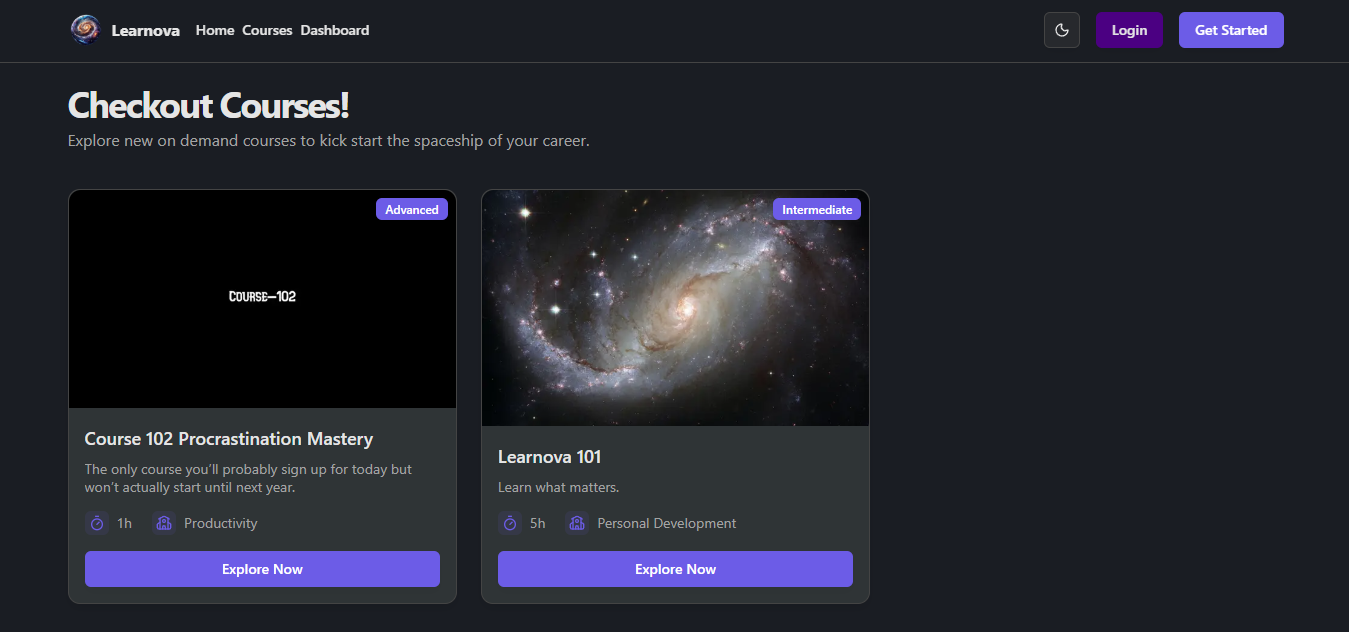 Learnova Home Courses Dashboard Login Get Started
Checkout Courses!
Explore new on demand courses to kick start the spaceship of your career.
Advanced
Course—102
Course 102 Procrastination Mastery
The only course you'll probably sign up for today but
won't actually start until next year.
1h Productivity
Explore Now
Intermediate
Learnova 101
Learn what matters.
5h Personal Development
Explore Now